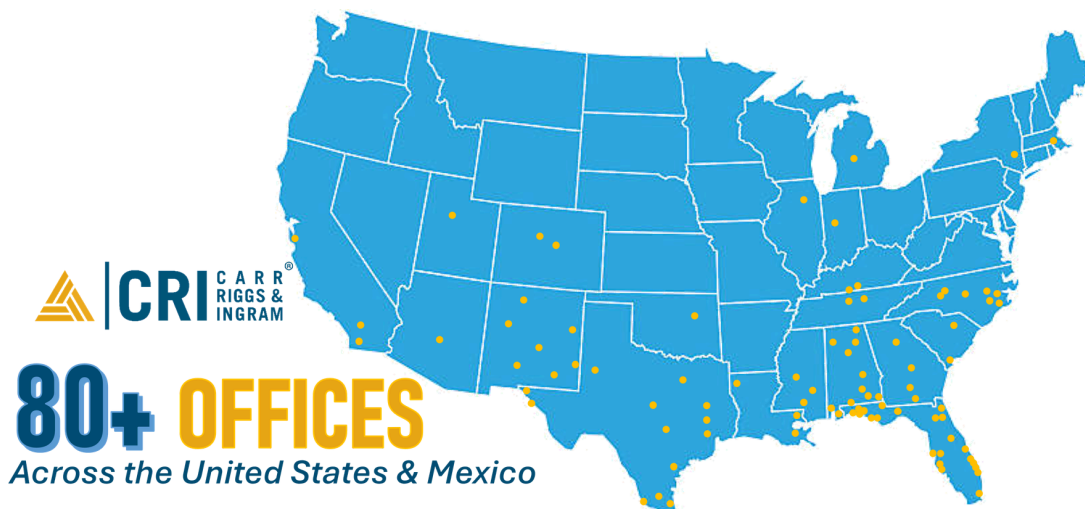 CRI CARR
RIGGS &
INGRAM®
80+ OFFICES
Across the United States & Mexico